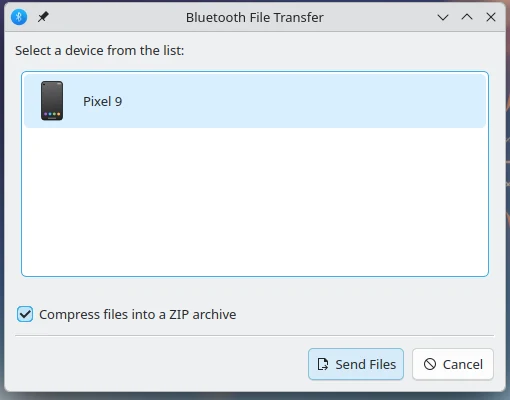 Bluetooth File Transfer
Select a device from the list:
Pixel 9
Compress files into a ZIP archive
Send Files
Cancel